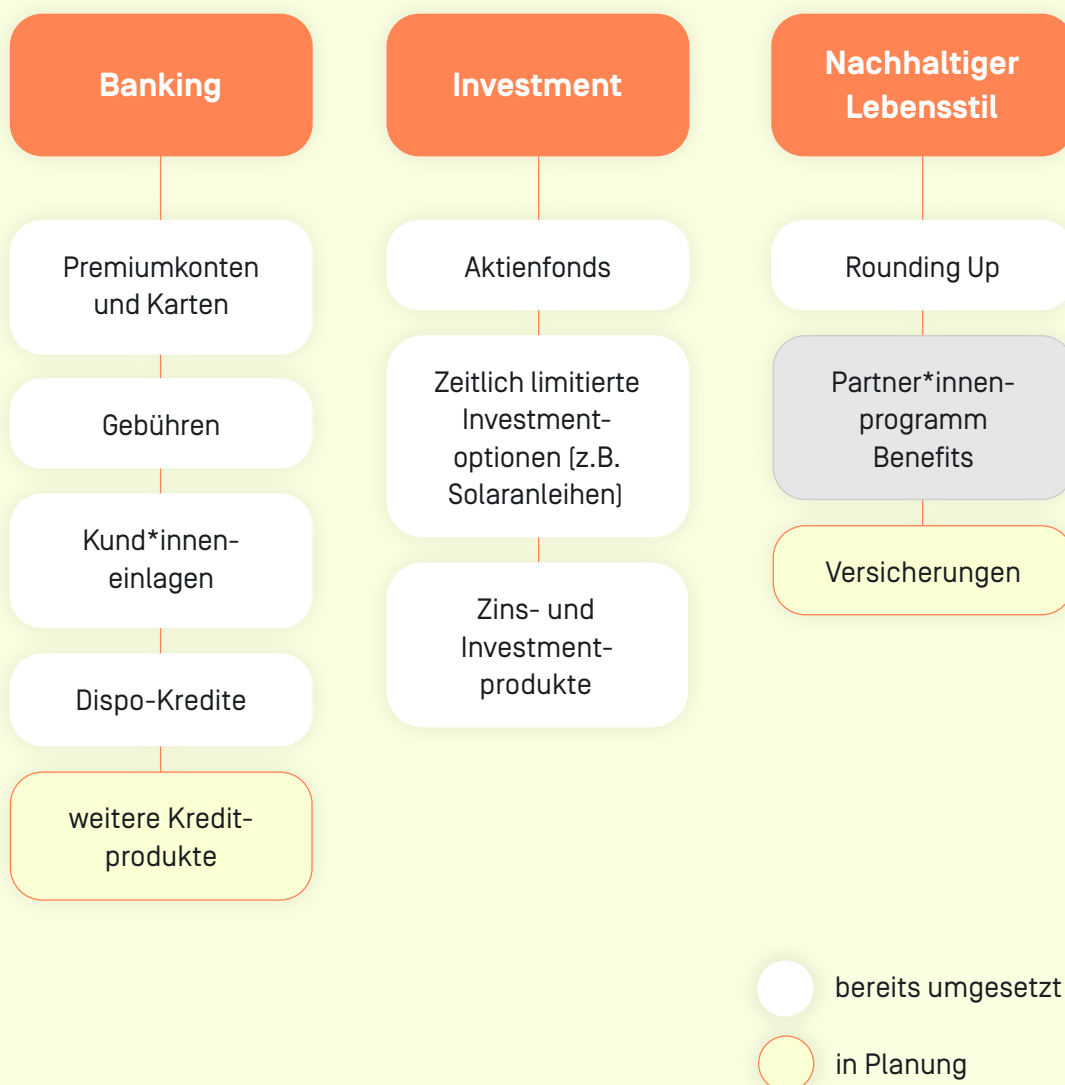 Banking
Premiumkonten
und Karten
Gebühren
Kund*innen-
einlagen
Dispo-Kredite
weitere Kredit-
produkte
Investment
Aktienfonds
Zeitlich limitierte
Investment-
optionen (z.B.
Solaranleihen)
Zins- und
Investment-
produkte
Nachhaltiger
Lebensstil
Rounding Up
Partner*innen-
programm
Benefits
Versicherungen
bereits umgesetzt
in Planung